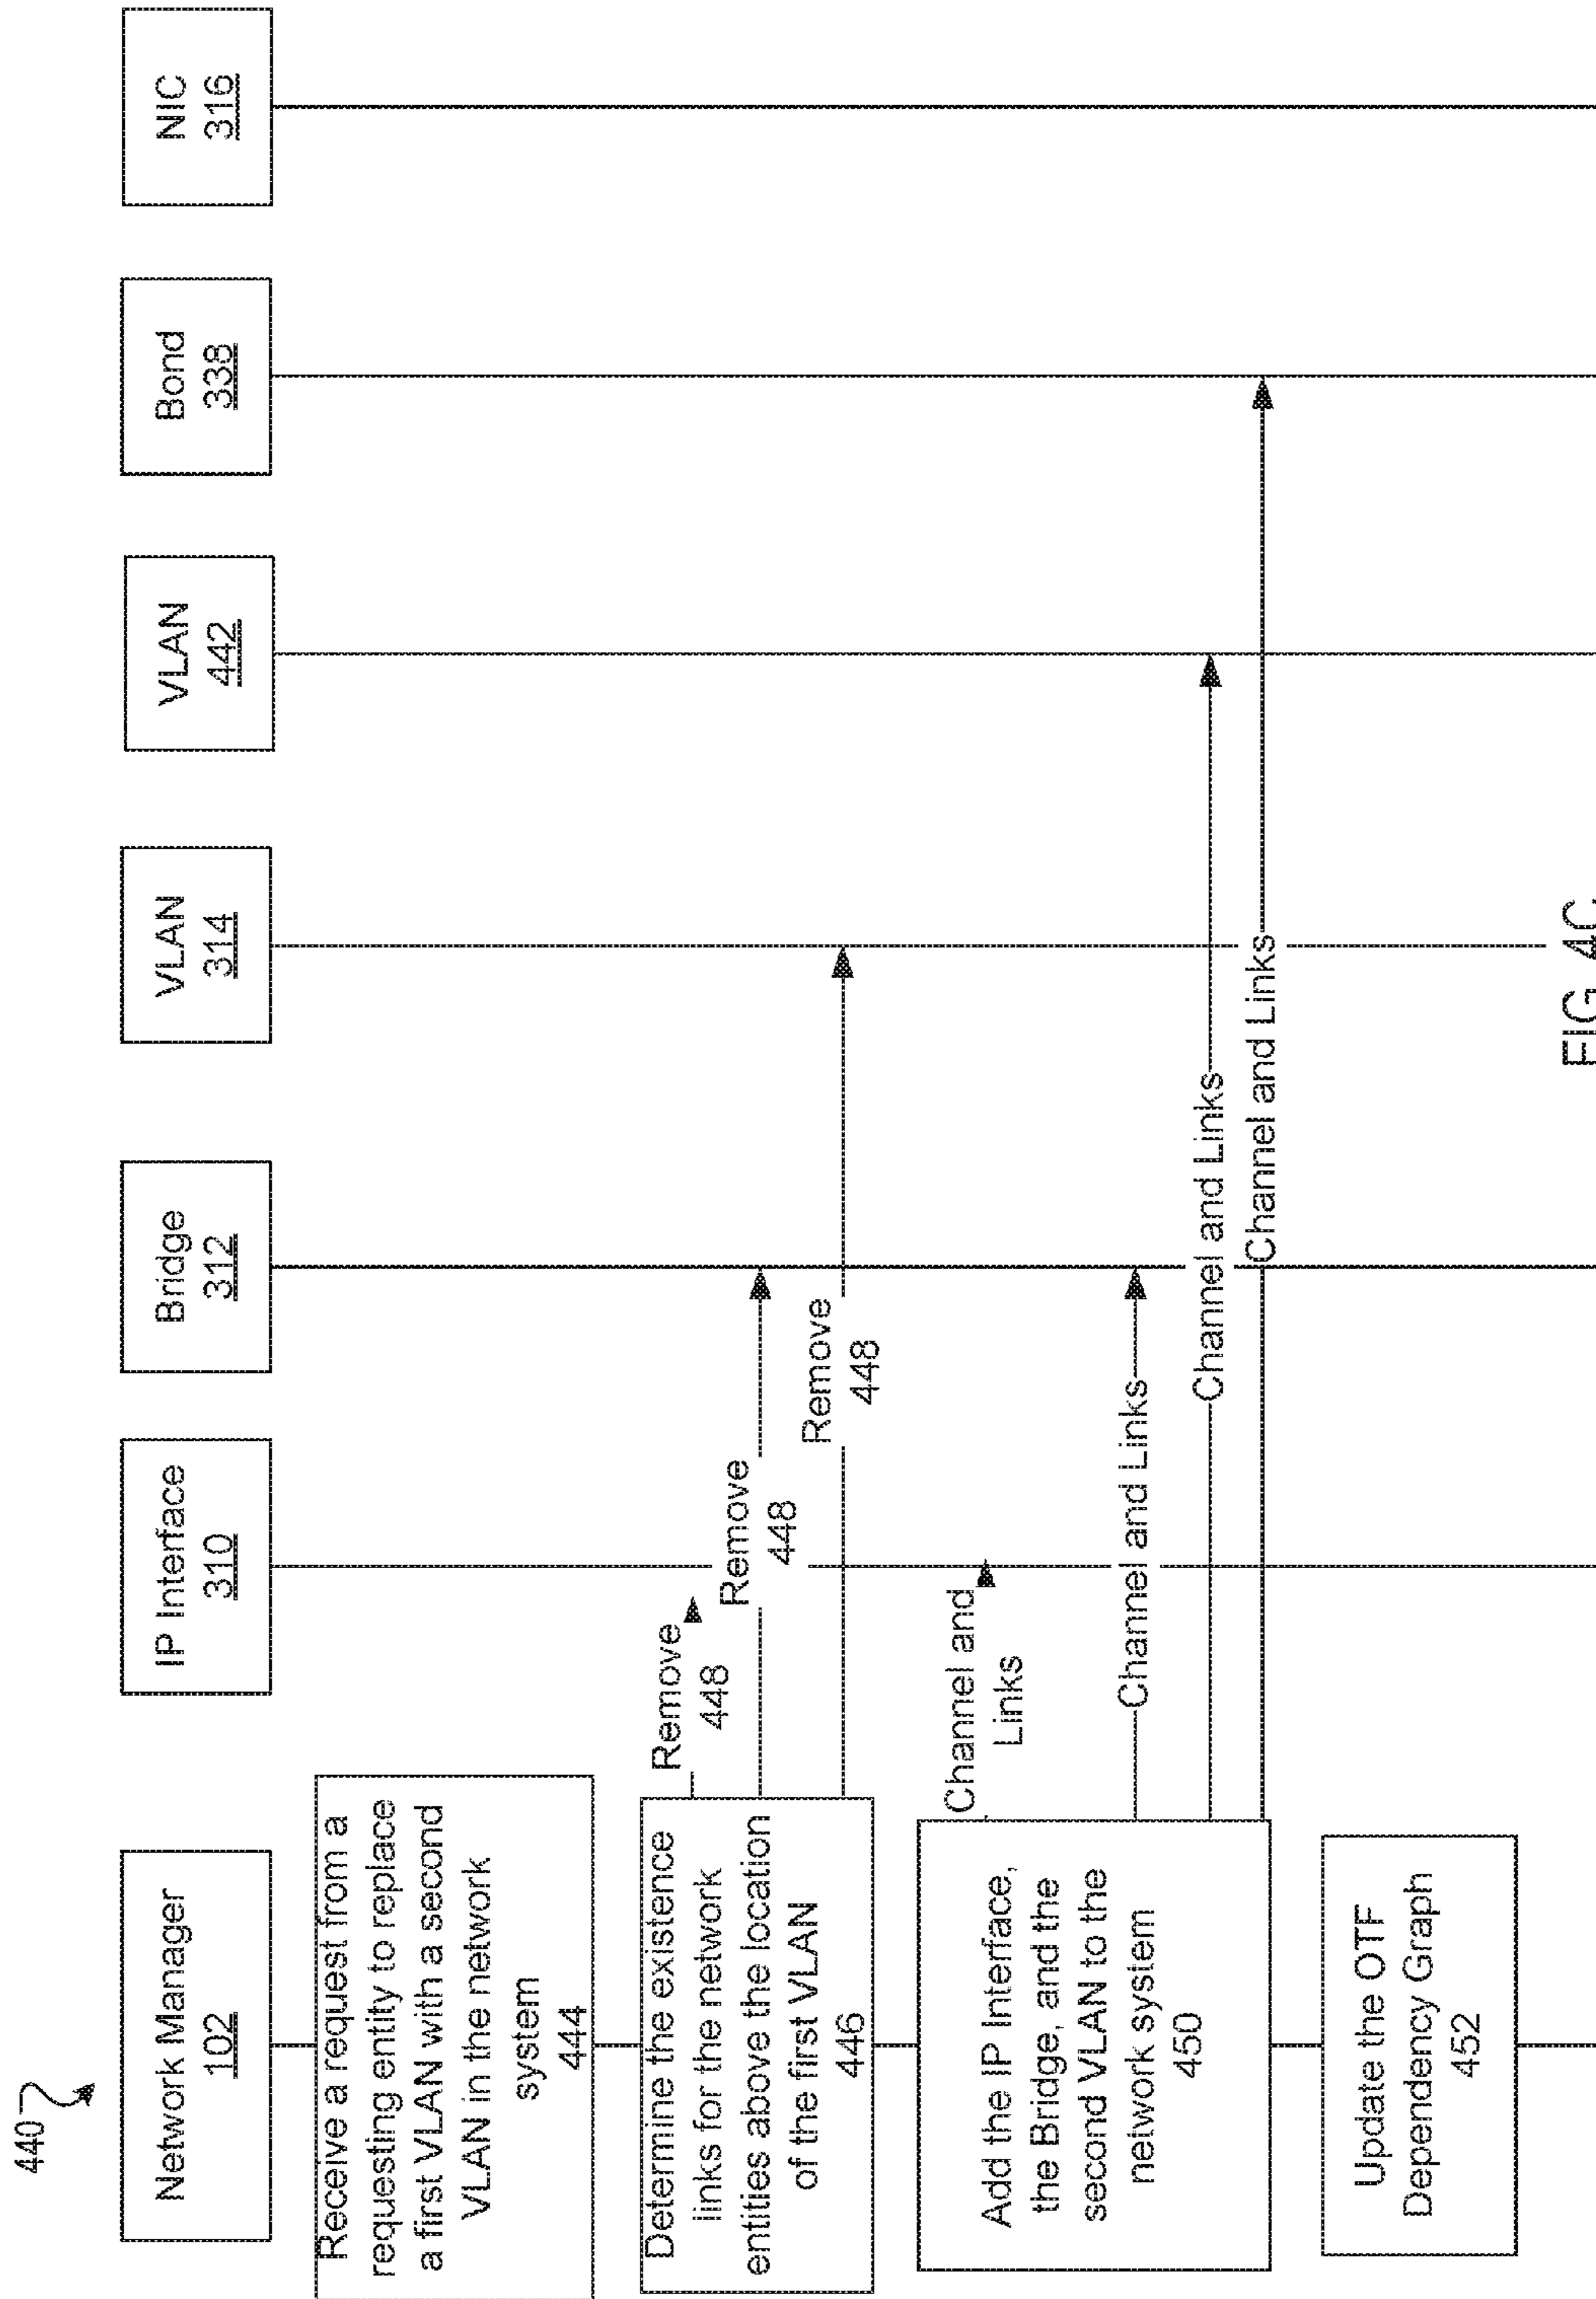 440
Network Manager
102
IP Interface
310
Bridge
312
VLAN
314
VLAN
442
Bond
338
NIC
316
Receive a request from a
requesting entity to replace
a first VLAN with a second
VLAN in the network
system
444
Determine the existence
links for the network
entities above the location
of the first VLAN
446
Remove
448
Remove
448
Remove
448
Add the IP Interface,
the Bridge, and the
second VLAN to the
network system
450
Channel and
Links
Channel and Links
Channel and Links
Channel and Links
Update the OTF
Dependency Graph
452
FIG. 4C